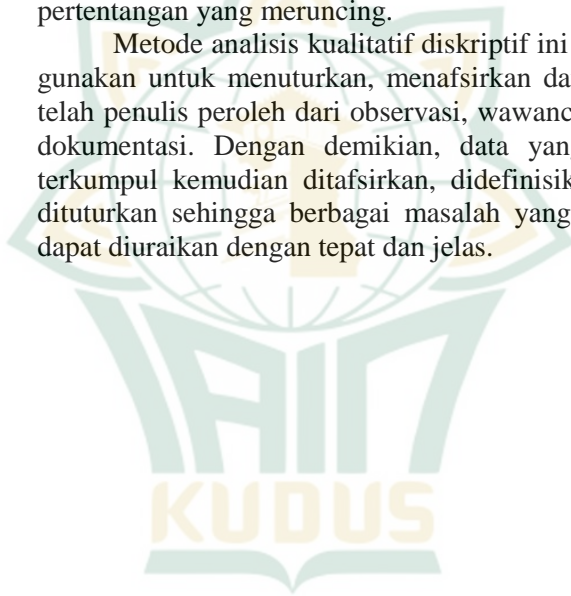 pertentangan yang meruncing.
Metode analisis kualitatif diskriptif ini
gunakan untuk menuturkan, menafsirkan da
telah penulis peroleh dari observasi, wawanc
dokumentasi. Dengan demikian, data yan
terkumpul kemudian ditafsirkan, didefinisik
dituturkan sehingga berbagai masalah yang
dapat diuraikan dengan tepat dan jelas.
IAIN
KUDUS